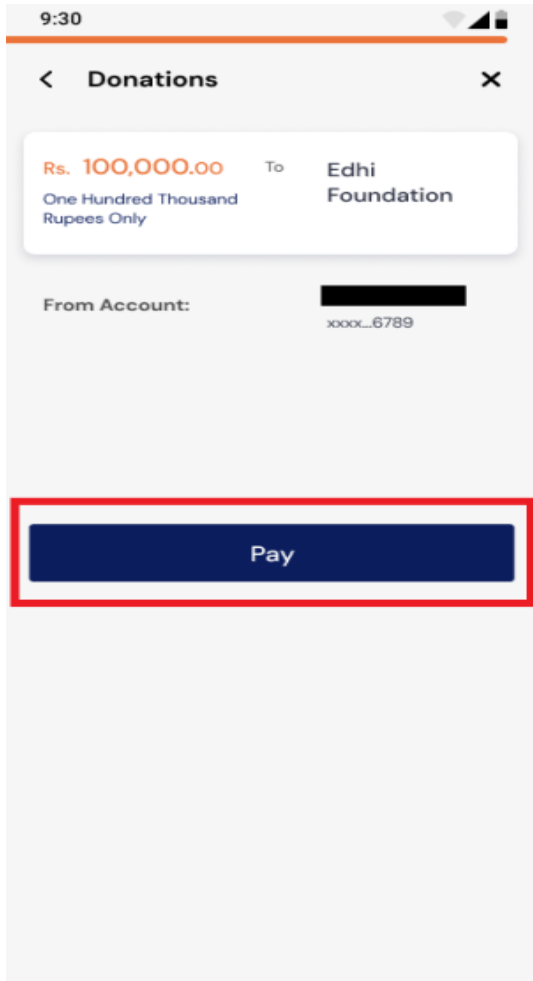 9:30
Donations
Rs. 100,000.00 To Edhi Foundation
One Hundred Thousand
Rupees Only
From Account:
xxxx...6789
Pay